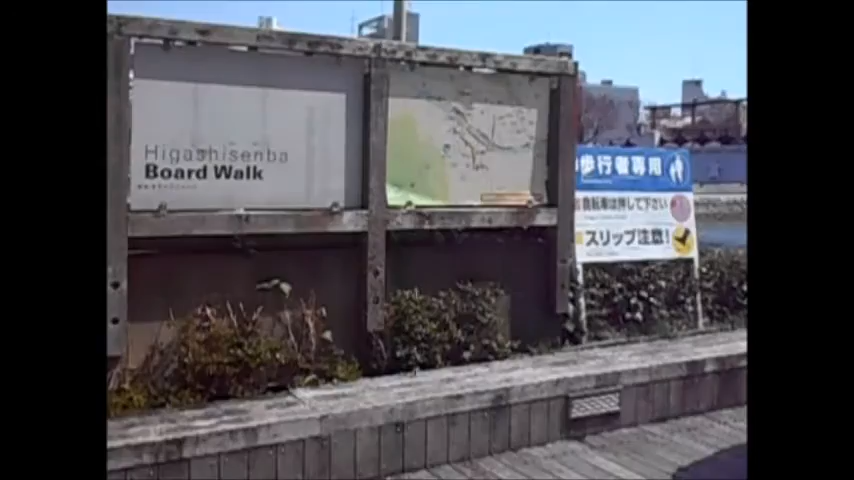 Higashisenba
Board Walk
歩行者専用
自転車は押して下さい
スリップ注意!